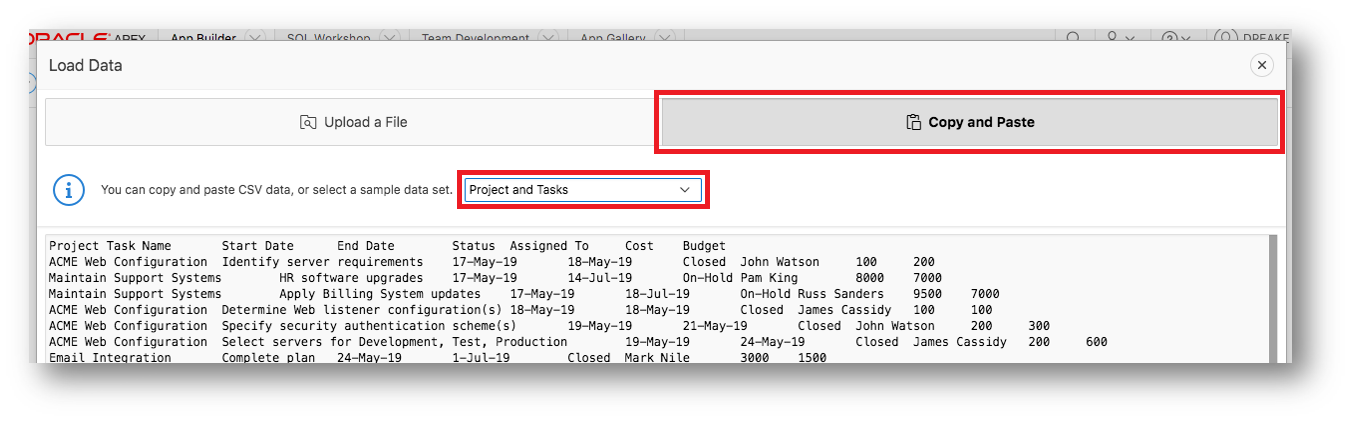 ORACLE APEX App Builder SQL Workshop Team Development App Gallery DPEAKE
Load Data
Upload a File
Copy and Paste
You can copy and paste CSV data, or select a sample data set. Project and Tasks
Project Task Name Start Date End Date Status Assigned To Cost Budget
ACME Web Configuration Identify server requirements 17-May-19 18-May-19 Closed John Watson 100 200
Maintain Support Systems HR software upgrades 17-May-19 14-Jul-19 On-Hold Pam King 8000 7000
Maintain Support Systems Apply Billing System updates 17-May-19 18-Jul-19 On-Hold Russ Sanders 9500 7000
ACME Web Configuration Determine Web listener configuration(s) 18-May-19 18-May-19 Closed James Cassidy 100 100
ACME Web Configuration Specify security authentication scheme(s) 19-May-19 21-May-19 Closed John Watson 200 300
ACME Web Configuration Select servers for Development, Test, Production 19-May-19 24-May-19 Closed James Cassidy 200 600
Email Integration Complete plan 24-May-19 1-Jul-19 Closed Mark Nile 3000 1500